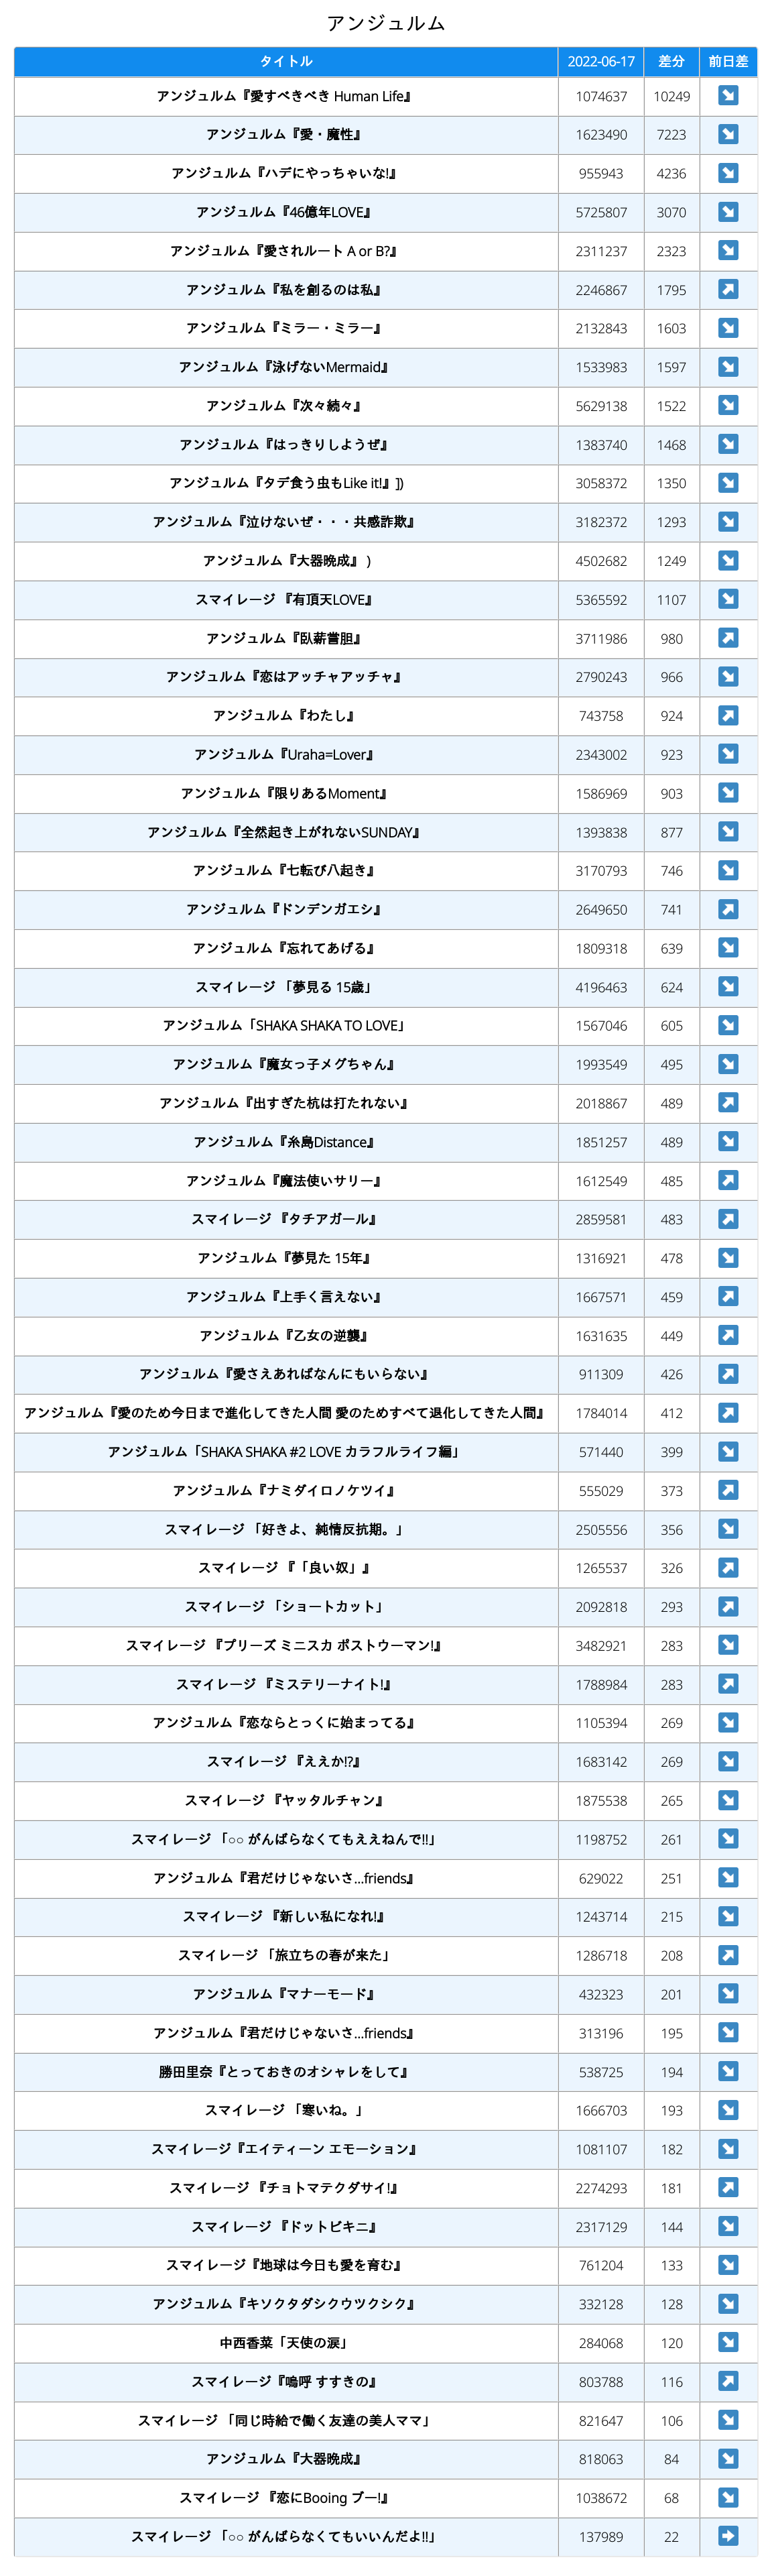 アンジュルム
タイトル 2022-06-17 差分 前日差
アンジュルム『愛すべきべき Human Life』 1074637 10249 ↘
アンジュルム『愛・魔性』 1623490 7223 ↘
アンジュルム『ハデにやっちゃいな!』 955943 4236 ↘
アンジュルム『46億年LOVE』 5725807 3070 ↘
アンジュルム『愛されルート A or B?』 2311237 2323 ↘
アンジュルム『私を創るのは私』 2246867 1795 ↗
アンジュルム『ミラー・ミラー』 2132843 1603 ↘
アンジュルム『泳げないMermaid』 1533983 1597 ↘
アンジュルム『次々続々』 5629138 1522 ↘
アンジュルム『はっきりしようぜ』 1383740 1468 ↘
アンジュルム『タデ食う虫もLike it!』]) 3058372 1350 ↘
アンジュルム『泣けないぜ・・・共感詐欺』 3182372 1293 ↘
アンジュルム『大器晩成』 ) 4502682 1249 ↘
スマイレージ 『有頂天LOVE』 5365592 1107 ↘
アンジュルム『臥薪嘗胆』 3711986 980 ↗
アンジュルム『恋はアッチャアッチャ』 2790243 966 ↘
アンジュルム『わたし』 743758 924 ↗
アンジュルム『Uraha=Lover』 2343002 923 ↘
アンジュルム『限りあるMoment』 1586969 903 ↘
アンジュルム『全然起き上がれないSUNDAY』 1393838 877 ↘
アンジュルム『七転び八起き』 3170793 746 ↘
アンジュルム『ドンデンガエシ』 2649650 741 ↗
アンジュルム『忘れてあげる』 1809318 639 ↘
スマイレージ 「夢見る 15歳」 4196463 624 ↘
アンジュルム「SHAKA SHAKA TO LOVE」 1567046 605 ↘
アンジュルム『魔女っ子メグちゃん』 1993549 495 ↘
アンジュルム『出すぎた杭は打たれない』 2018867 489 ↗
アンジュルム『糸島Distance』 1851257 489 ↘
アンジュルム『魔法使いサリー』 1612549 485 ↗
スマイレージ 『タチアガール』 2859581 483 ↗
アンジュルム『夢見た 15年』 1316921 478 ↘
アンジュルム『上手く言えない』 1667571 459 ↗
アンジュルム『乙女の逆襲』 1631635 449 ↗
アンジュルム『愛さえあればなんにもいらない』 911309 426 ↗
アンジュルム『愛のため今日まで進化してきた人間 愛のためすべて退化してきた人間』 1784014 412 ↗
アンジュルム「SHAKA SHAKA #2 LOVE カラフルライフ編」 571440 399 ↘
アンジュルム『ナミダイロノケツイ』 555029 373 ↗
スマイレージ 「好きよ、純情反抗期。」 2505556 356 ↘
スマイレージ 『「良い奴」』 1265537 326 ↗
スマイレージ 「ショートカット」 2092818 293 ↗
スマイレージ 『プリーズ ミニスカ ポストウーマン!』 3482921 283 ↘
スマイレージ 『ミステリーナイト!』 1788984 283 ↗
アンジュルム『恋ならとっくに始まってる』 1105394 269 ↘
スマイレージ 『ええか!?』 1683142 269 ↘
スマイレージ 『ヤッタルチャン』 1875538 265 ↘
スマイレージ 「○○ がんばらなくてもええねんで!!」 1198752 261 ↘
アンジュルム『君だけじゃないさ...friends』 629022 251 ↘
スマイレージ 『新しい私になれ!』 1243714 215 ↘
スマイレージ 「旅立ちの春が来た」 1286718 208 ↗
アンジュルム『マナーモード』 432323 201 ↘
アンジュルム『君だけじゃないさ...friends』 313196 195 ↘
勝田里奈『とっておきのオシャレをして』 538725 194 ↘
スマイレージ 「寒いね。」 1666703 193 ↘
スマイレージ『エイティーン エモーション』 1081107 182 ↘
スマイレージ 『チョトマテクダサイ!』 2274293 181 ↗
スマイレージ 『ドットビキニ』 2317129 144 ↘
スマイレージ『地球は今日も愛を育む』 761204 133 ↘
アンジュルム『キソクタダシクウツクシク』 332128 128 ↘
中西香菜「天使の涙」 284068 120 ↘
スマイレージ『嗚呼 すすきの』 803788 116 ↗
スマイレージ 「同じ時給で働く友達の美人ママ」 821647 106 ↘
アンジュルム『大器晩成』 818063 84 ↘
スマイレージ 『恋にBooing ブー!』 1038672 68 ↘
スマイレージ 「○○ がんばらなくてもいいんだよ!!」 137989 22 →